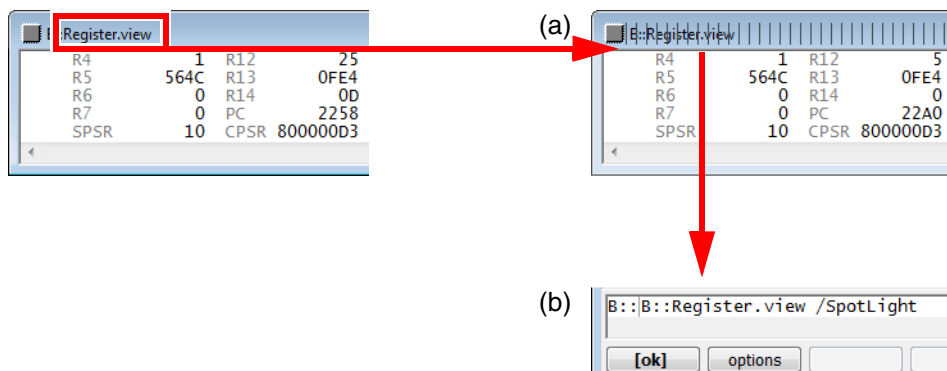 B::Register.view
R4 1 R12 25
R5 564C R13 0FE4
R6 0 R14 0D
R7 0 PC 2258
SPSR 10 CPSR 800000D3
(a)
B::Register.view
R4 1 R12 5
R5 564C R13 0FE4
R6 0 R14 0
R7 0 PC 22A0
SPSR 10 CPSR 800000D3
(b)
B::B::Register.view /SpotLight
[ok] options